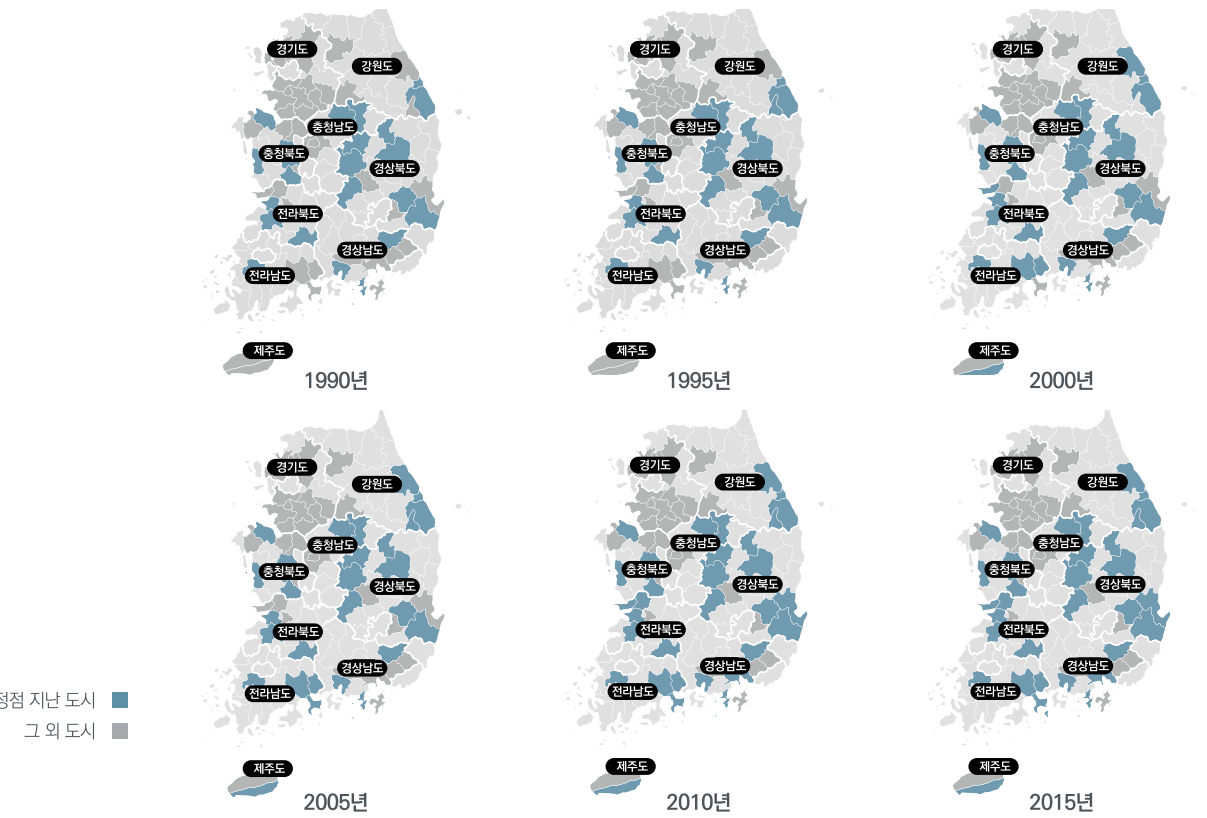 경기도
강원도
충청남도
충청북도
경상북도
전라북도
경상남도
전라남도
제주도
1990년
경기도
강원도
충청남도
충청북도
경상북도
전라북도
경상남도
전라남도
제주도
1995년
경기도
강원도
충청남도
충청북도
경상북도
전라북도
경상남도
전라남도
제주도
2000년
경기도
강원도
충청남도
충청북도
경상북도
전라북도
경상남도
전라남도
제주도
2005년
경기도
강원도
충청남도
충청북도
경상북도
전라북도
경상남도
전라남도
제주도
2010년
경기도
강원도
충청남도
충청북도
경상북도
전라북도
경상남도
전라남도
제주도
2015년
정점 지난 도시
그 외 도시